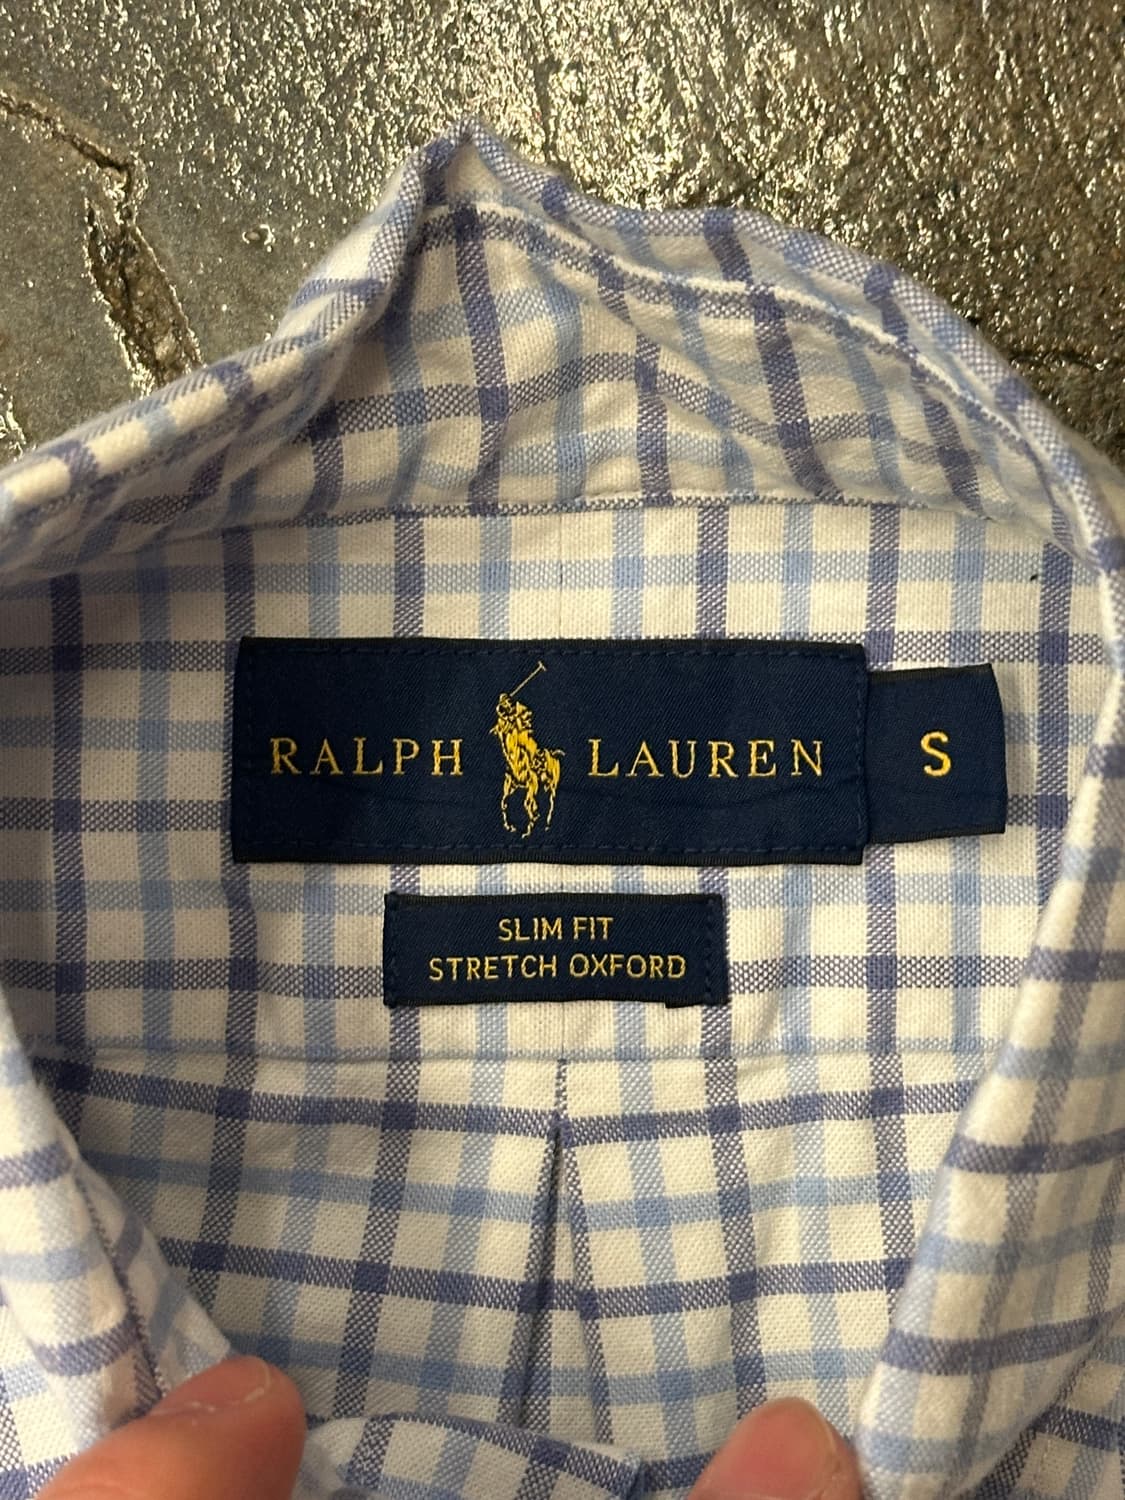 RALPH LAUREN
S
SLIM FIT
STRETCH OXFORD